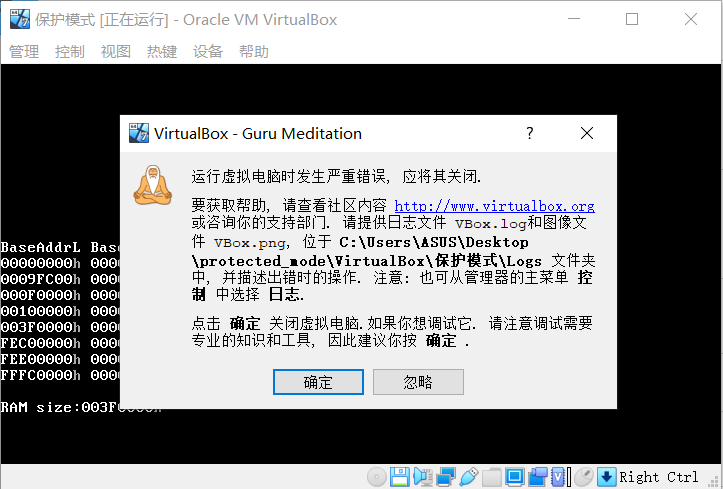 保护模式 [正在运行] - Oracle VM VirtualBox
管理 控制 视图 热键 设备 帮助
VirtualBox - Guru Meditation ?
运行虚拟电脑时发生严重错误, 应将其关闭.
要获取帮助, 请查看社区内容 http://www.virtualbox.org
或咨询你的支持部门. 请提供日志文件 VBox.log和图像文
件 VBox.png, 位于 C:\Users\ASUS\Desktop
\protected_mode\VirtualBox\保护模式\Logs 文件夹
中, 并描述出错时的操作. 注意: 也可从管理器的主菜单 控
制 中选择 日志.
点击 确定 关闭虚拟电脑.如果你想调试它. 请注意调试需要
专业的知识和工具, 因此建议你按 确定 .
确定 忽略
BaseAddrL Bas
00000000h 000
0009FC00h 000
000F0000h 000
00100000h 000
003F0000h 000
FEC00000h 000
FEE00000h 000
FFFC0000h 000
RAM size:003F0000h
Right Ctrl